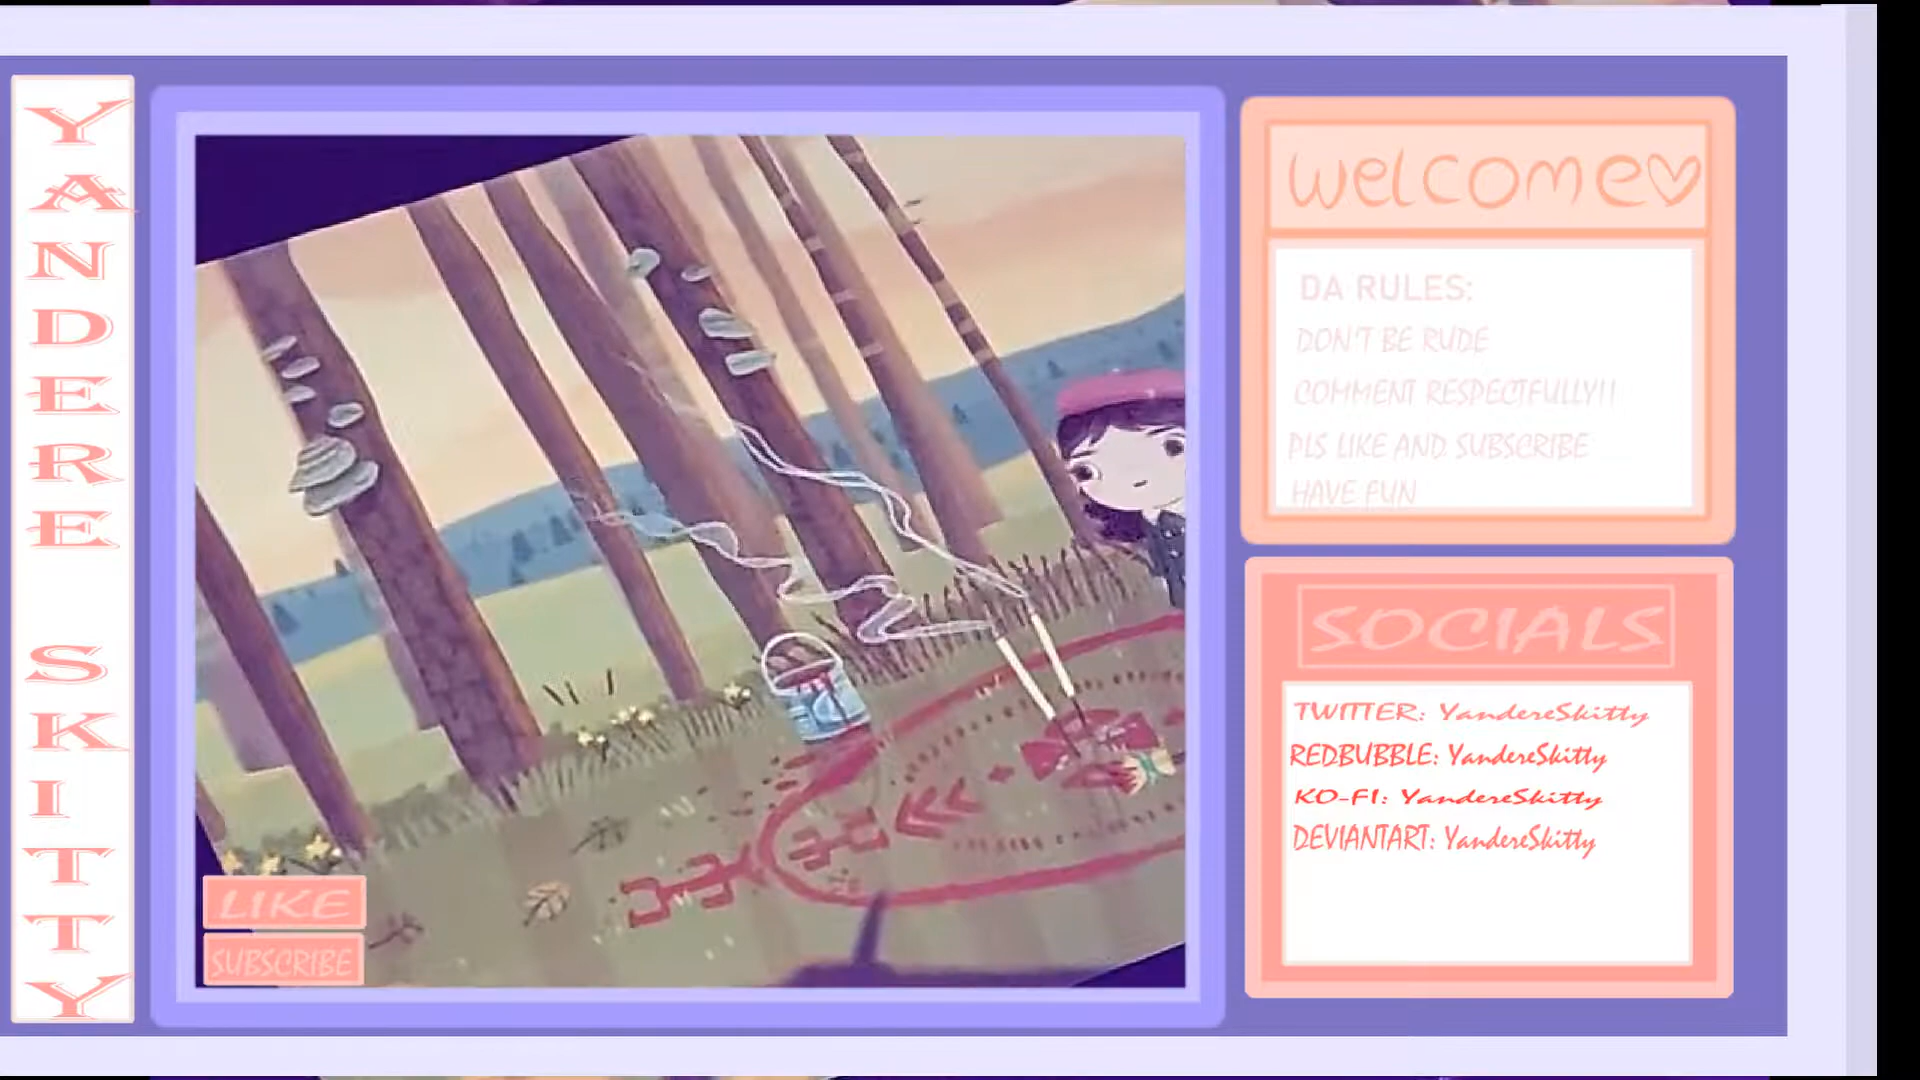 YANDERE SKITTY
LIKE
SUBSCRIBE
WELCOME
DA RULES:
DON'T BE RUDE
COMMENT RESPECTFULLY!!
PLS LIKE AND SUBSCRIBE
HAVE FUN
SOCIALS
TWITTER: YandereSkitty
REDBUBBLE: YandereSkitty
KO-FI: YandereSkitty
DEVIANTART: YandereSkitty